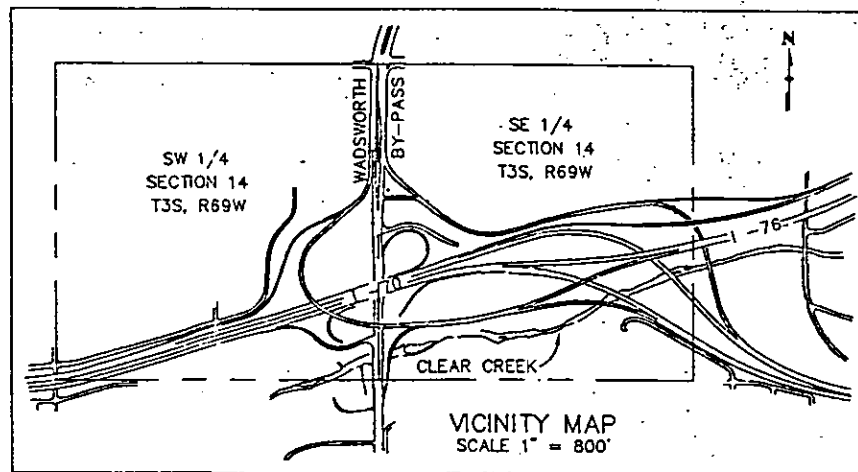 N
WADSWORTH
BY-PASS
SW 1/4
SECTION 14
T3S, R69W
SE 1/4
SECTION 14
T3S, R69W
I -76-
CLEAR CREEK
VICINITY MAP
SCALE 1" = 800'